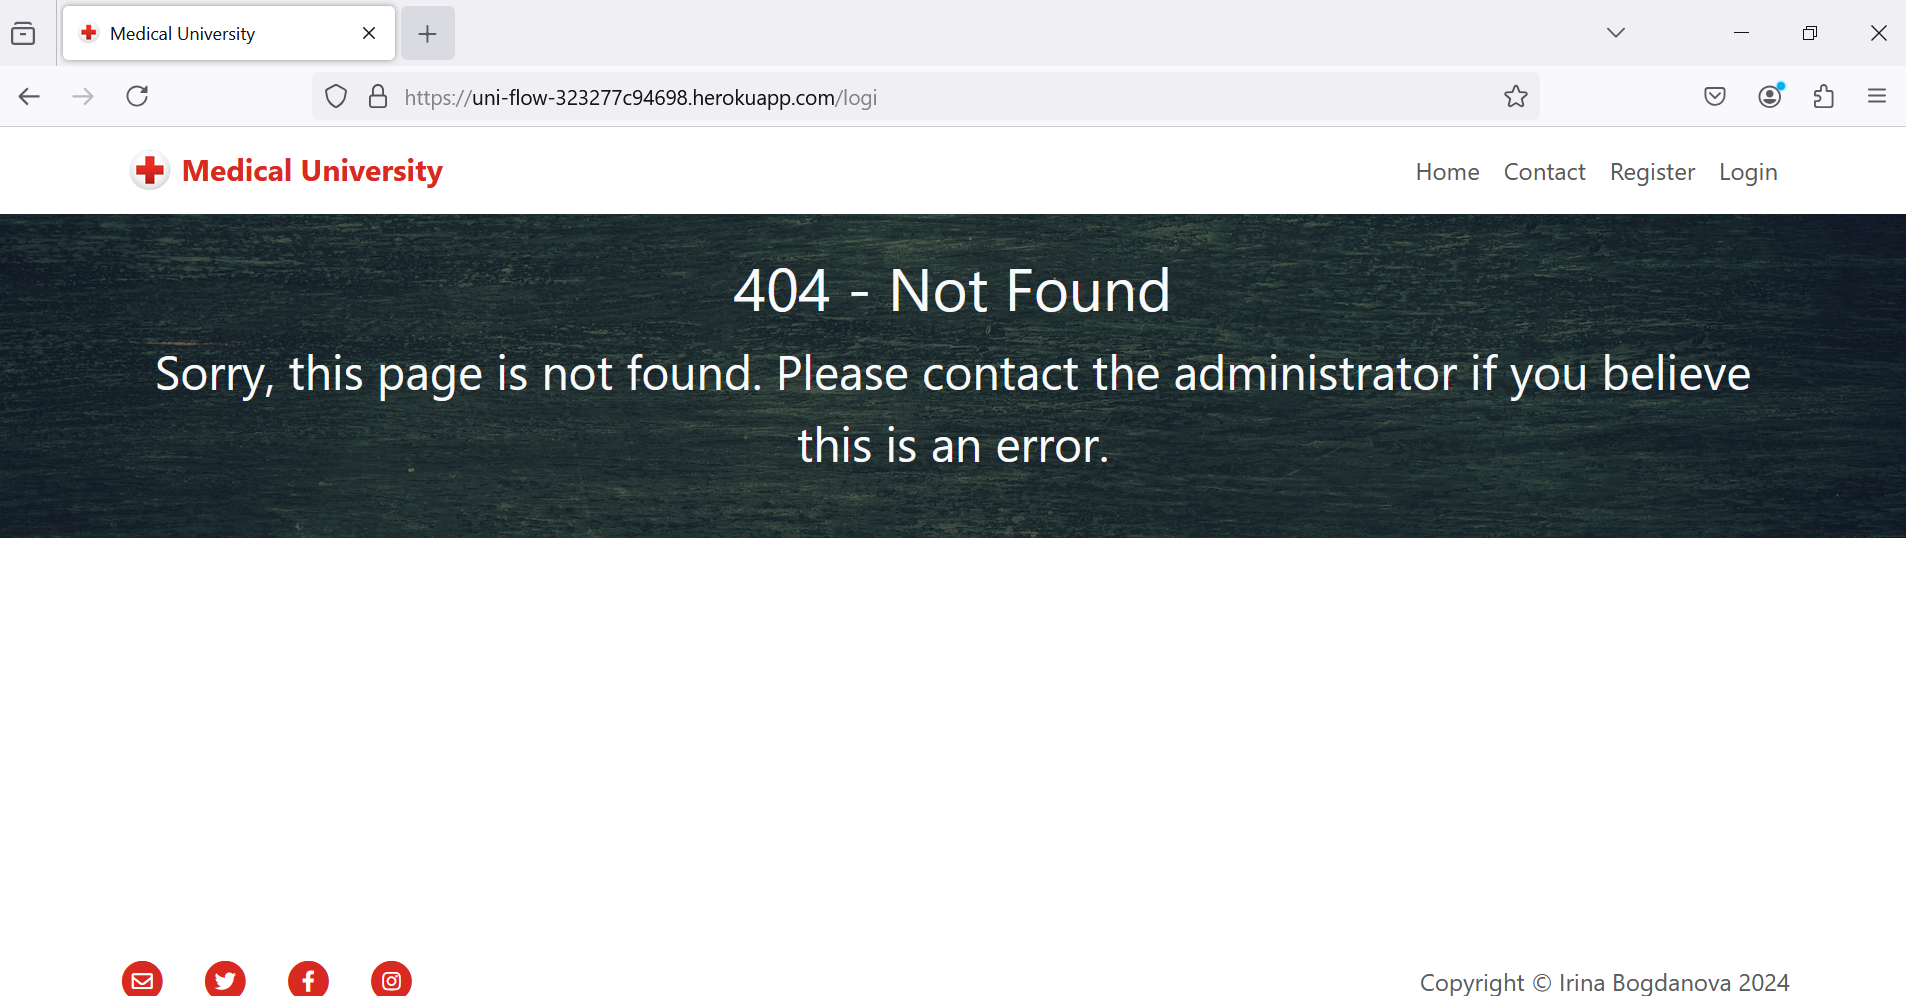 Medical University
https://uni-flow-323277c94698.herokuapp.com/logi
Medical University
Home Contact Register Login
404 - Not Found
Sorry, this page is not found. Please contact the administrator if you believe
this is an error.
Copyright © Irina Bogdanova 2024